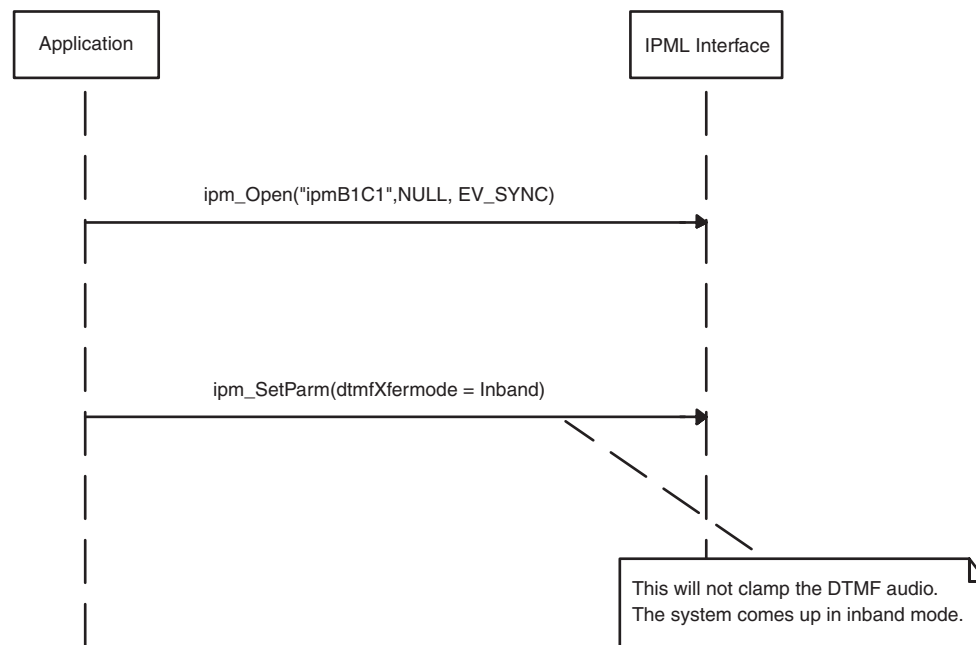 Application
IPML Interface
ipm_Open("ipmB1C1",NULL, EV_SYNC)
ipm_SetParm(dtmfXfermode = Inband)
This will not clamp the DTMF audio.
The system comes up in inband mode.